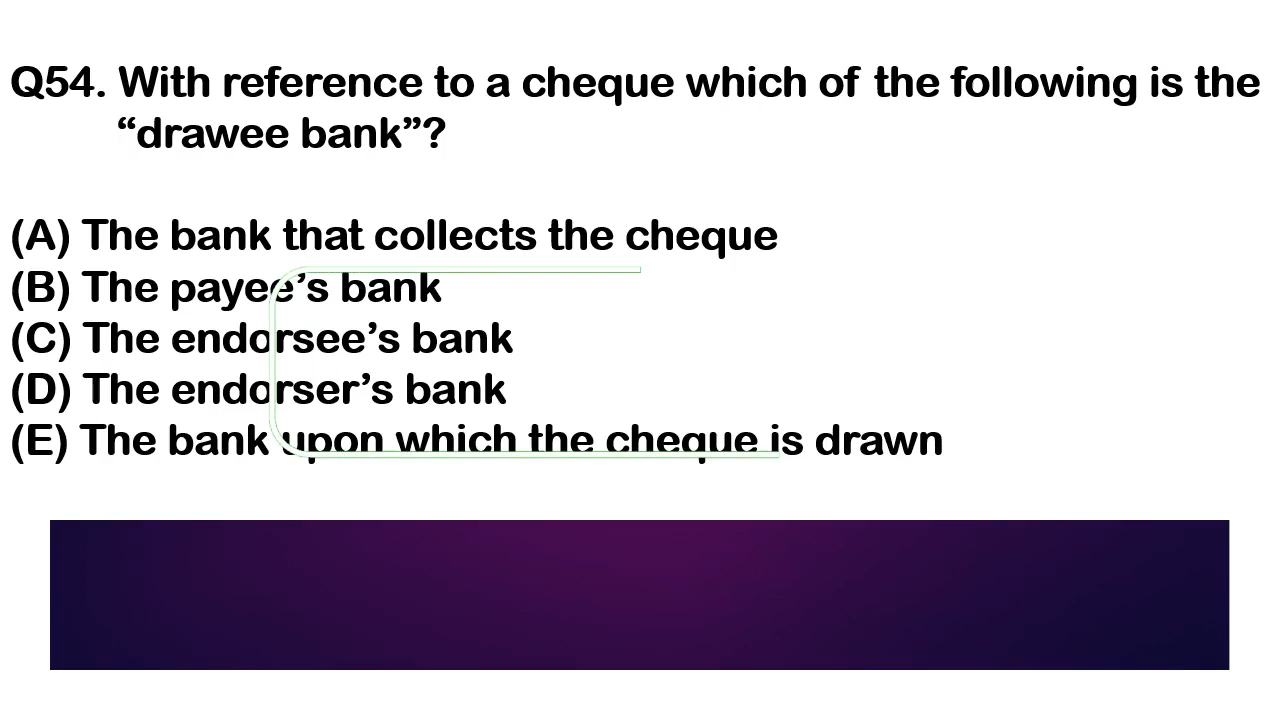 Q54. With reference to a cheque which of the following is the
“drawee bank”?
(A) The bank that collects the cheque
(B) The payee’s bank
(C) The endorsee’s bank
(D) The endorser’s bank
(E) The bank upon which the cheque is drawn